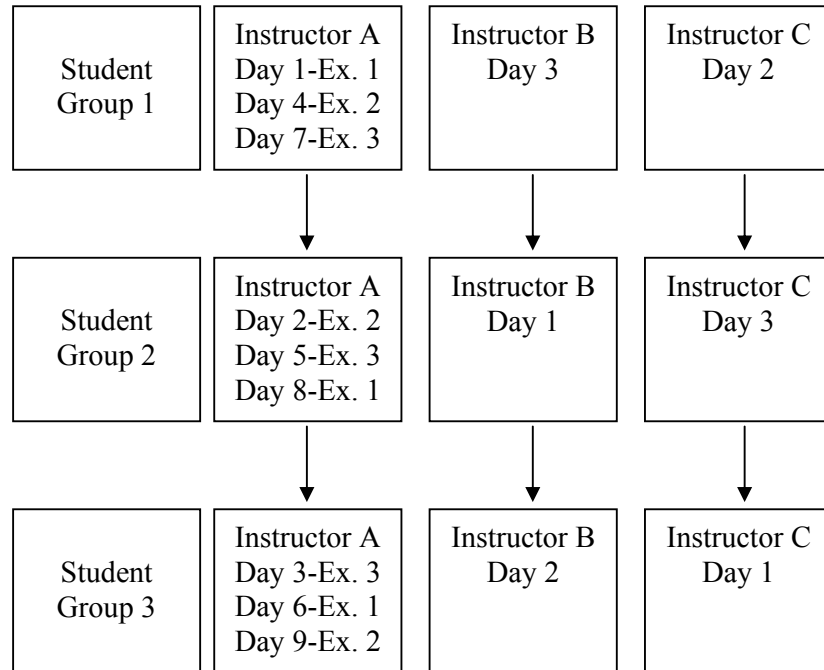 Student
Group 1
Instructor A
Day 1-Ex. 1
Day 4-Ex. 2
Day 7-Ex. 3
Instructor B
Day 3
Instructor C
Day 2
Student
Group 2
Instructor A
Day 2-Ex. 2
Day 5-Ex. 3
Day 8-Ex. 1
Instructor B
Day 1
Instructor C
Day 3
Student
Group 3
Instructor A
Day 3-Ex. 3
Day 6-Ex. 1
Day 9-Ex. 2
Instructor B
Day 2
Instructor C
Day 1